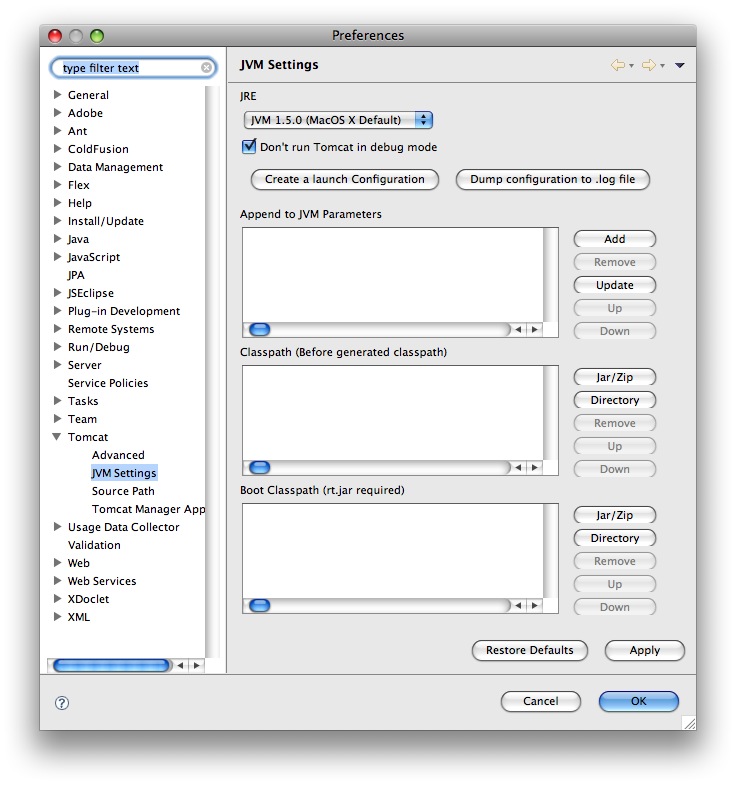 Preferences
type filter text
General
Adobe
Ant
ColdFusion
Data Management
Flex
Help
Install/Update
Java
JavaScript
JPA
JSEclipse
Plug-in Development
Remote Systems
Run/Debug
Server
Service Policies
Tasks
Team
Tomcat
Advanced
JVM Settings
Source Path
Tomcat Manager App
Usage Data Collector
Validation
Web
Web Services
XDoclet
XML
JVM Settings
JRE
JVM 1.5.0 (MacOS X Default)
Don't run Tomcat in debug mode
Create a launch Configuration
Dump configuration to .log file
Append to JVM Parameters
Add
Remove
Update
Up
Down
Classpath (Before generated classpath)
Jar/Zip
Directory
Remove
Up
Down
Boot Classpath (rt.jar required)
Jar/Zip
Directory
Remove
Up
Down
Restore Defaults
Apply
?
Cancel
OK